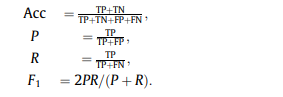 Acc = TP+TN/TP+TN+FP+FN,
P = TP/TP+FP,
R = TP/TP+FN,
F₁ = 2PR/(P + R).